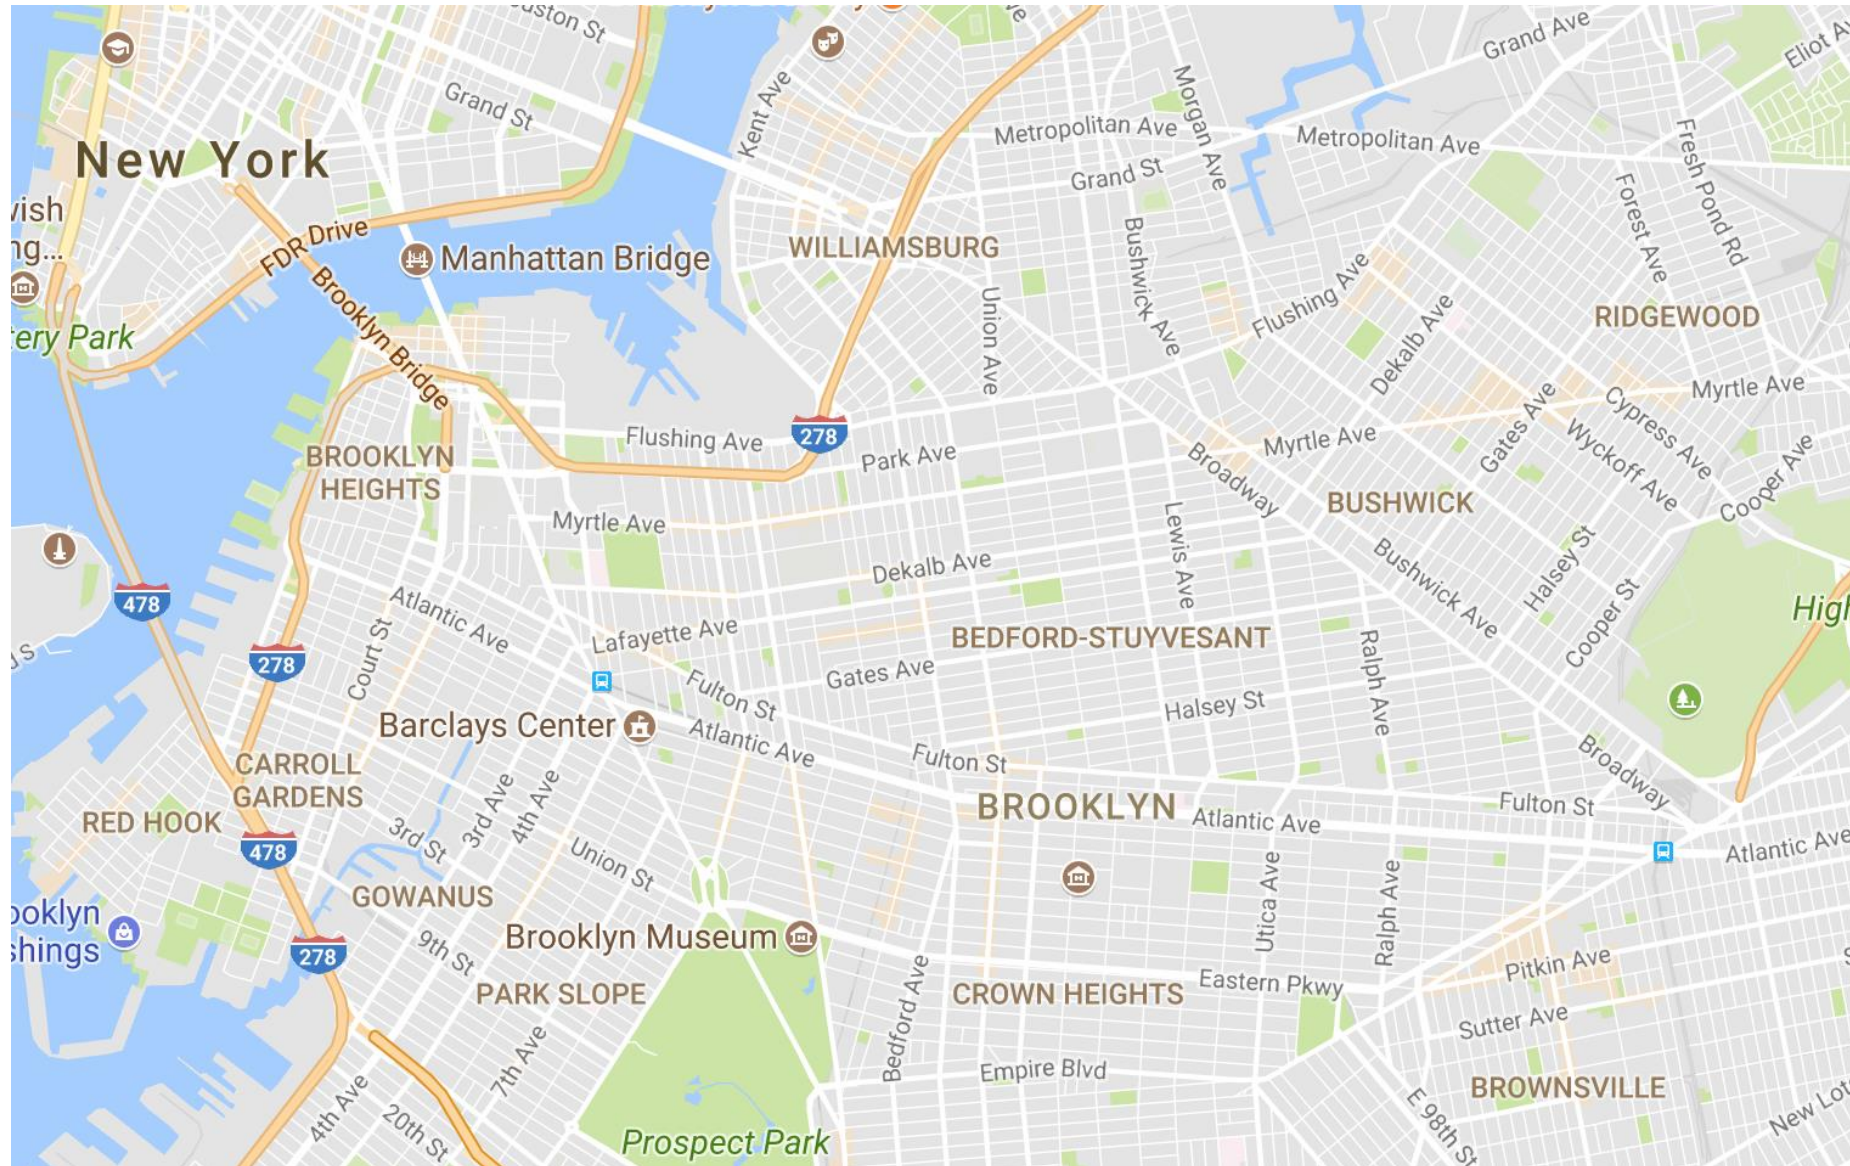 Grand St
Kent Ave
Metropolitan Ave
Morgan Ave
Grand Ave
Metropolitan Ave
Fresh Pond Rd
Forest Ave
Grand St
New York
FDR Drive
Manhattan Bridge
Brooklyn Bridge
WILLIAMSBURG
Bushwick Ave
Union Ave
Flushing Ave
Dekalb Ave
RIDGEWOOD
Myrtle Ave
278
Flushing Ave
Park Ave
Myrtle Ave
Gates Ave
Cypress Ave
Wyckoff Ave
Cooper Ave
BROOKLYN
HEIGHTS
Broadway
BUSHWICK
Myrtle Ave
Lewis Ave
Dekalb Ave
Bushwick Ave
Halsey St
Cooper St
478
Atlantic Ave
Court St
278
Lafayette Ave
BEDFORD-STUYVESANT
Gates Ave
Fulton St
Halsey St
Ralph Ave
Barclays Center
Atlantic Ave
Fulton St
Broadway
CARROLL
GARDENS
RED HOOK
3rd Ave
4th Ave
3rd St
BROOKLYN
Atlantic Ave
Fulton St
Atlantic Ave
478
Union St
GOWANUS
Utica Ave
Ralph Ave
Brooklyn Museum
9th St
278
PARK SLOPE
Bedford Ave
CROWN HEIGHTS
Eastern Pkwy
Pitkin Ave
Sutter Ave
7th Ave
Empire Blvd
BROWNSVILLE
4th Ave
20th St
Prospect Park
E 98th St